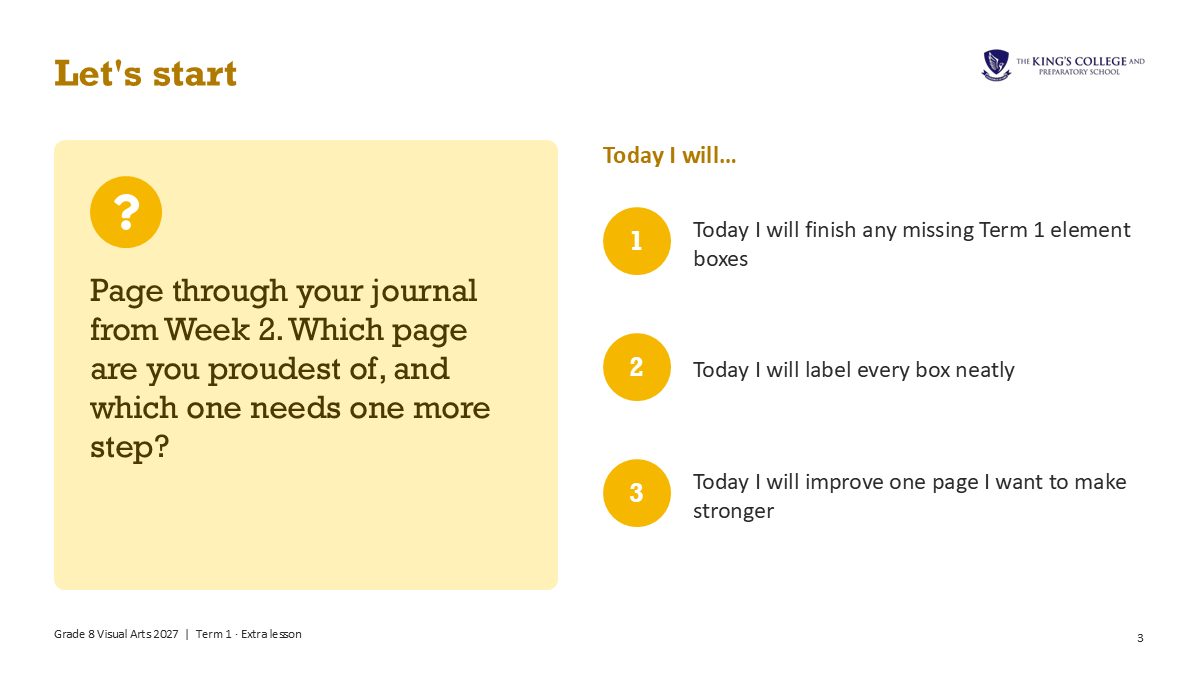 Let's start
THE KING'S COLLEGE AND
PREPARATORY SCHOOL
?
Page through your journal
from Week 2. Which page
are you proudest of, and
which one needs one more
step?
Today I will...
1
Today I will finish any missing Term 1 element
boxes
2
Today I will label every box neatly
3
Today I will improve one page I want to make
stronger
Grade 8 Visual Arts 2027 | Term 1 · Extra lesson
3